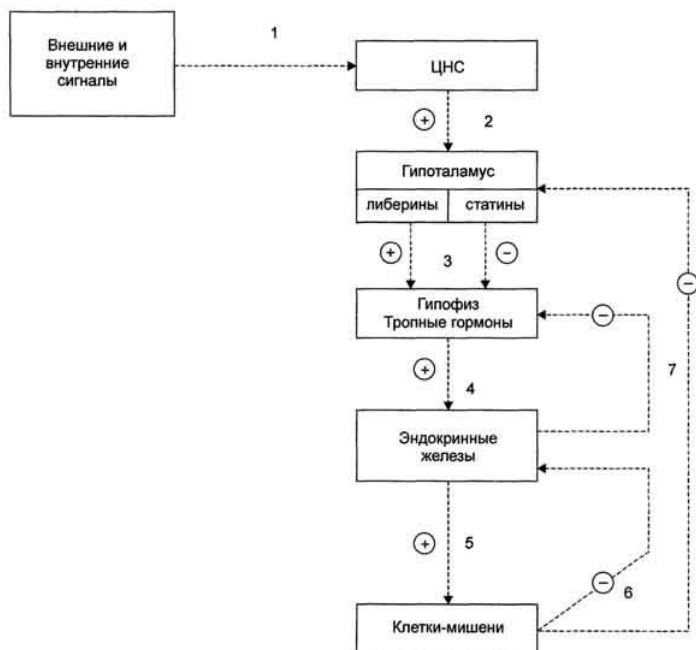 Внешние и
внутренние
сигналы
1
ЦНС
+
2
Гипоталамус
либерины
статины
+
3
−
−
Гипофиз
Тропные гормоны
−
+
4
7
Эндокринные
железы
+
5
−
6
Клетки-мишени